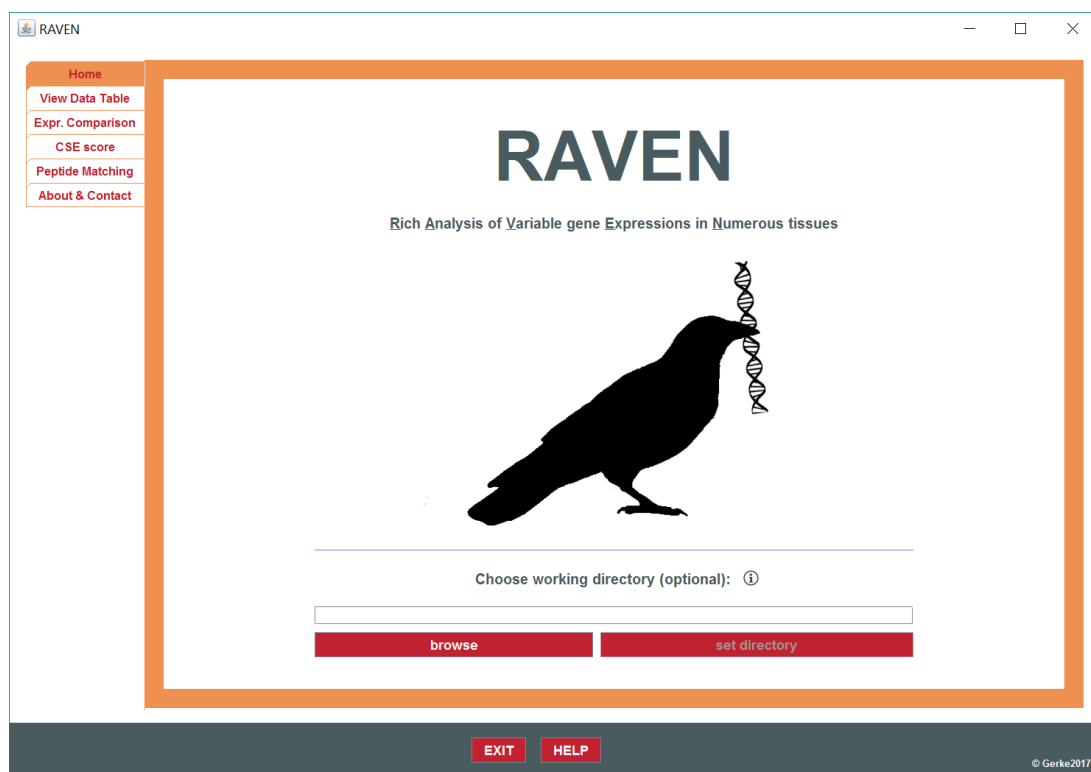 RAVEN
Home
View Data Table
Expr. Comparison
CSE score
Peptide Matching
About & Contact
RAVEN
Rich Analysis of Variable gene Expressions in Numerous tissues
Choose working directory (optional):
browse
set directory
EXIT
HELP
© Gerke2017